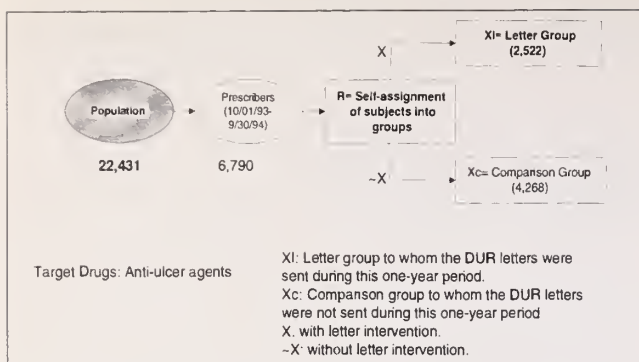 X
Xl= Letter Group
(2,522)
Population
Prescribers
(10/01/93-
9/30/94)
R= Self-assignment
of subjects into
groups
22,431
6,790
~X
Xc= Comparison Group
(4,268)
Target Drugs: Anti-ulcer agents
Xl: Letter group to whom the DUR letters were
sent during this one-year period.
Xc: Comparison group to whom the DUR letters
were not sent during this one-year period
X. with letter intervention.
~X: without letter intervention.